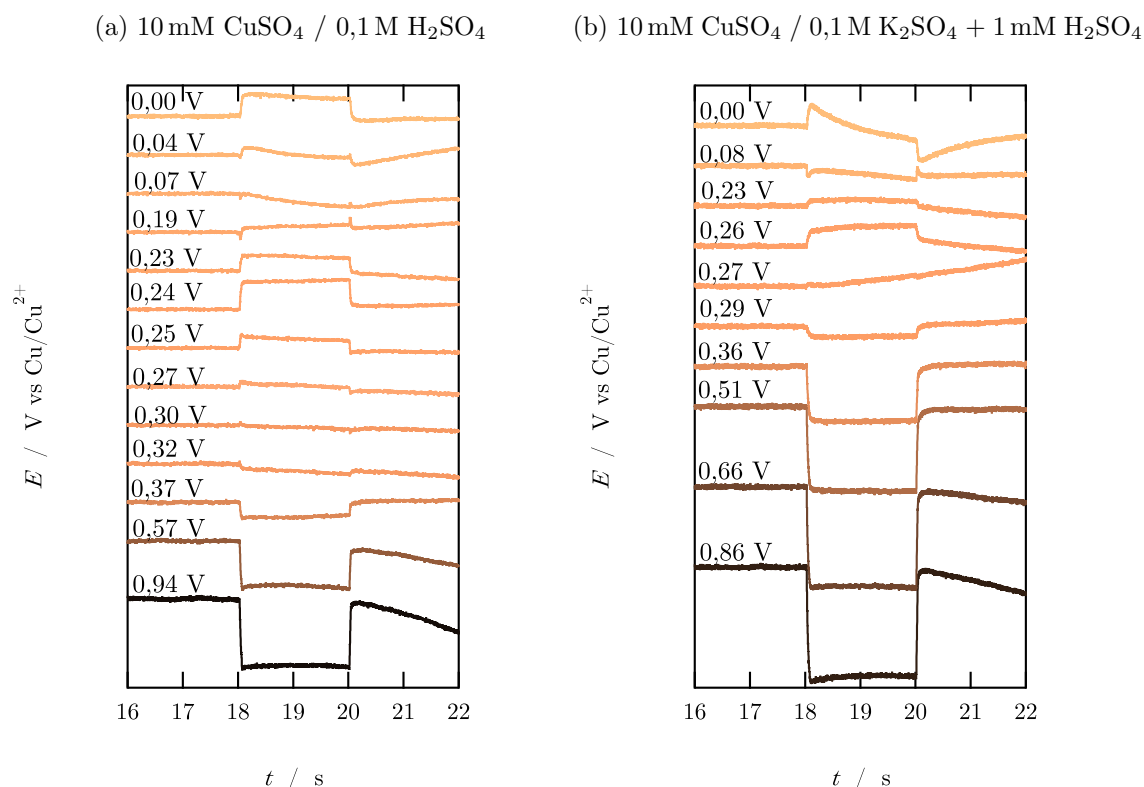 (a) 10 mM CuSO₄ / 0,1 M H₂SO₄
0,00 V
0,04 V
0,07 V
0,19 V
0,23 V
0,24 V
0,25 V
0,27 V
0,30 V
0,32 V
0,37 V
0,57 V
0,94 V
E / V vs Cu/Cu²⁺
16 17 18 19 20 21 22
t / s
(b) 10 mM CuSO₄ / 0,1 M K₂SO₄ + 1 mM H₂SO₄
0,00 V
0,08 V
0,23 V
0,26 V
0,27 V
0,29 V
0,36 V
0,51 V
0,66 V
0,86 V
E / V vs Cu/Cu²⁺
16 17 18 19 20 21 22
t / s